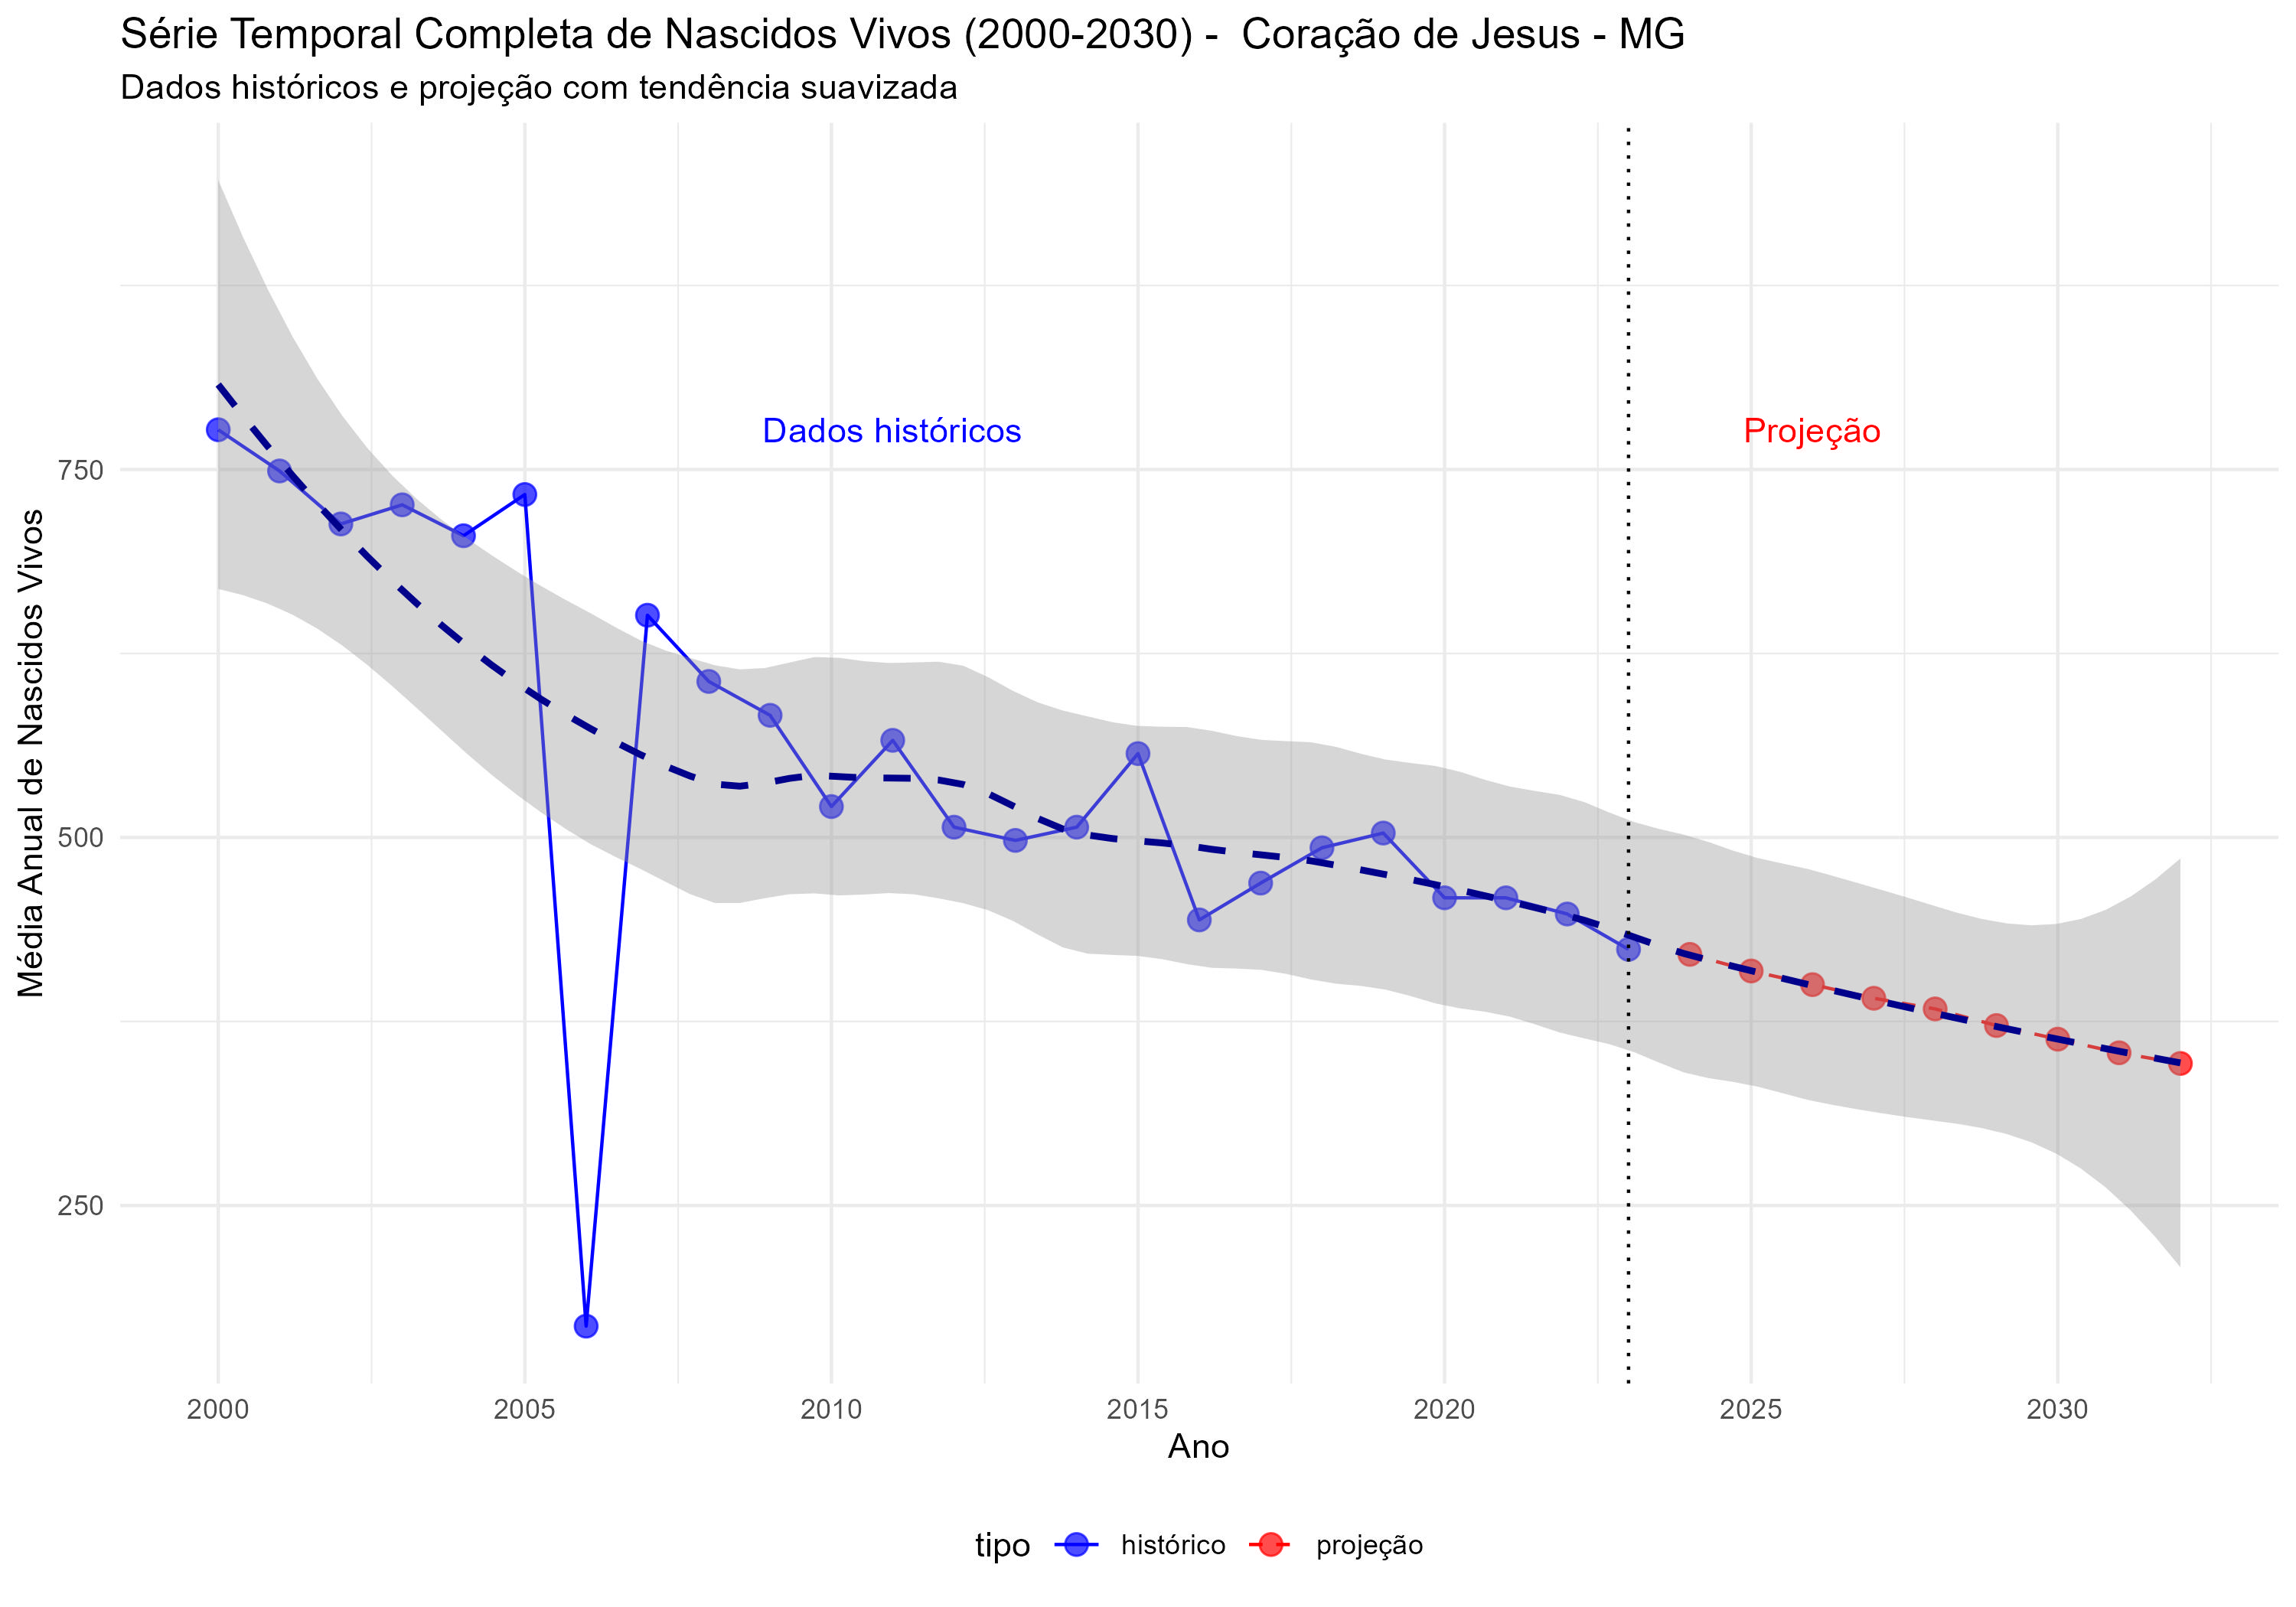 Série Temporal Completa de Nascidos Vivos (2000-2030) -  Coração de Jesus - MG
Dados históricos e projeção com tendência suavizada
Média Anual de Nascidos Vivos
Dados históricos
Projeção
750
500
250
2000
2005
2010
2015
2020
2025
2030
Ano
tipo
histórico
projeção